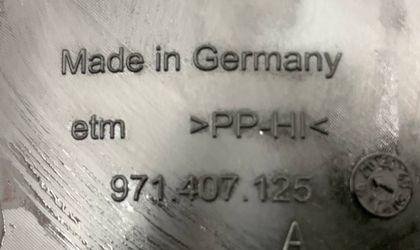 Made in Germany
etm >PP-HI<
971.407.125
A